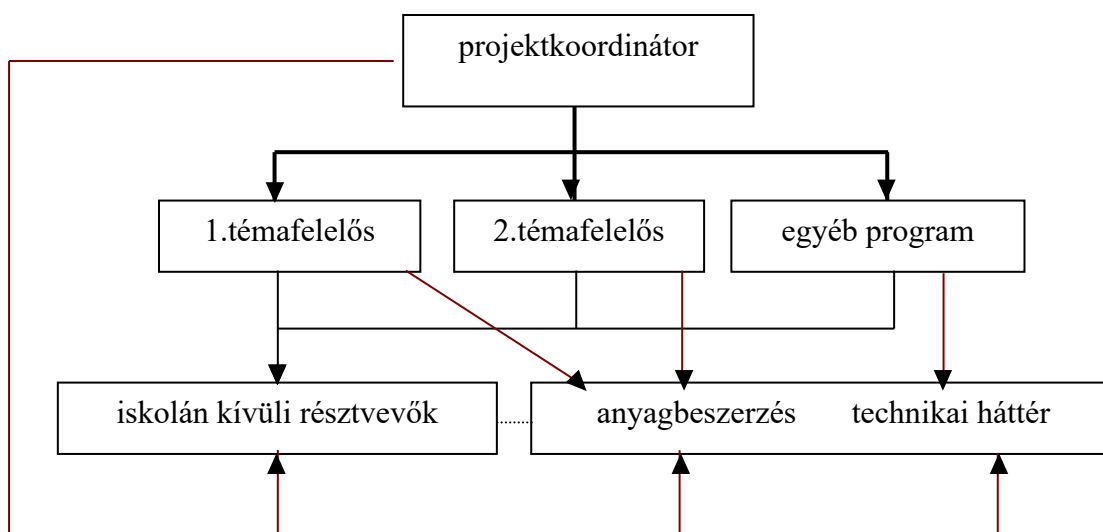 projektkoordinátor
1.témafelelős
2.témafelelős
egyéb program
iskolán kívüli résztvevők
anyagbeszerzés
technikai háttér